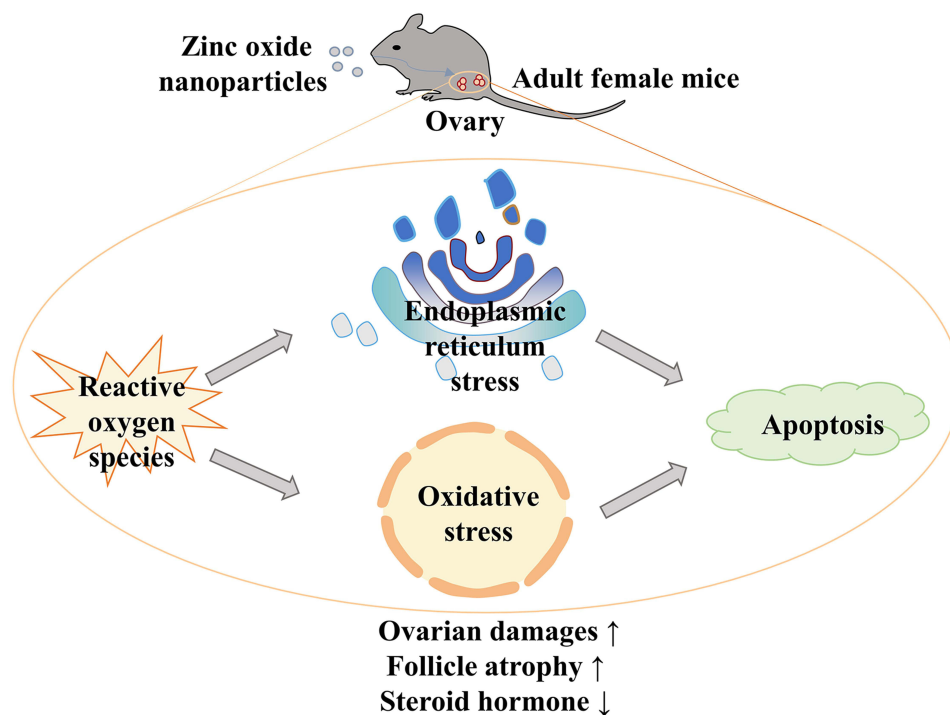 Zinc oxide
nanoparticles
Adult female mice
Ovary
Endoplasmic
reticulum
stress
Reactive
oxygen
species
Apoptosis
Oxidative
stress
Ovarian damages ↑
Follicle atrophy ↑
Steroid hormone ↓